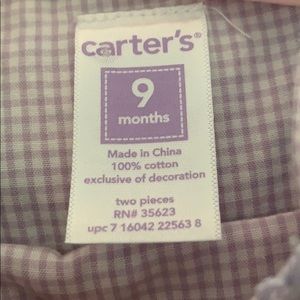 carter's®
9
months
Made in China
100% cotton
exclusive of decoration
two pieces
RN# 35623
upc 7 16042 22563 8